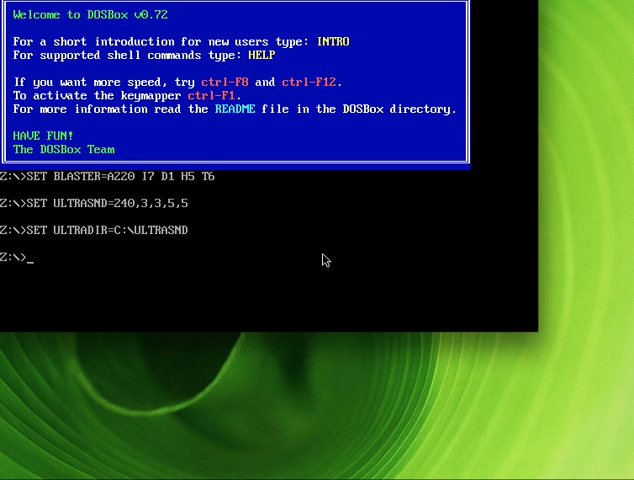 Welcome to DOSBox v0.72
For a short introduction for new users type: INTRO
For supported shell commands type: HELP
If you want more speed, try ctrl-F8 and ctrl-F12.
To activate the keymapper ctrl-F1.
For more information read the README file in the DOSBox directory.
HAVE FUN!
The DOSBox Team
Z:\>SET BLASTER=A220 I7 D1 H5 T6
Z:\>SET ULTRASND=240,3,3,5,5
Z:\>SET ULTRADIR=C:\ULTRASND
Z:\>_